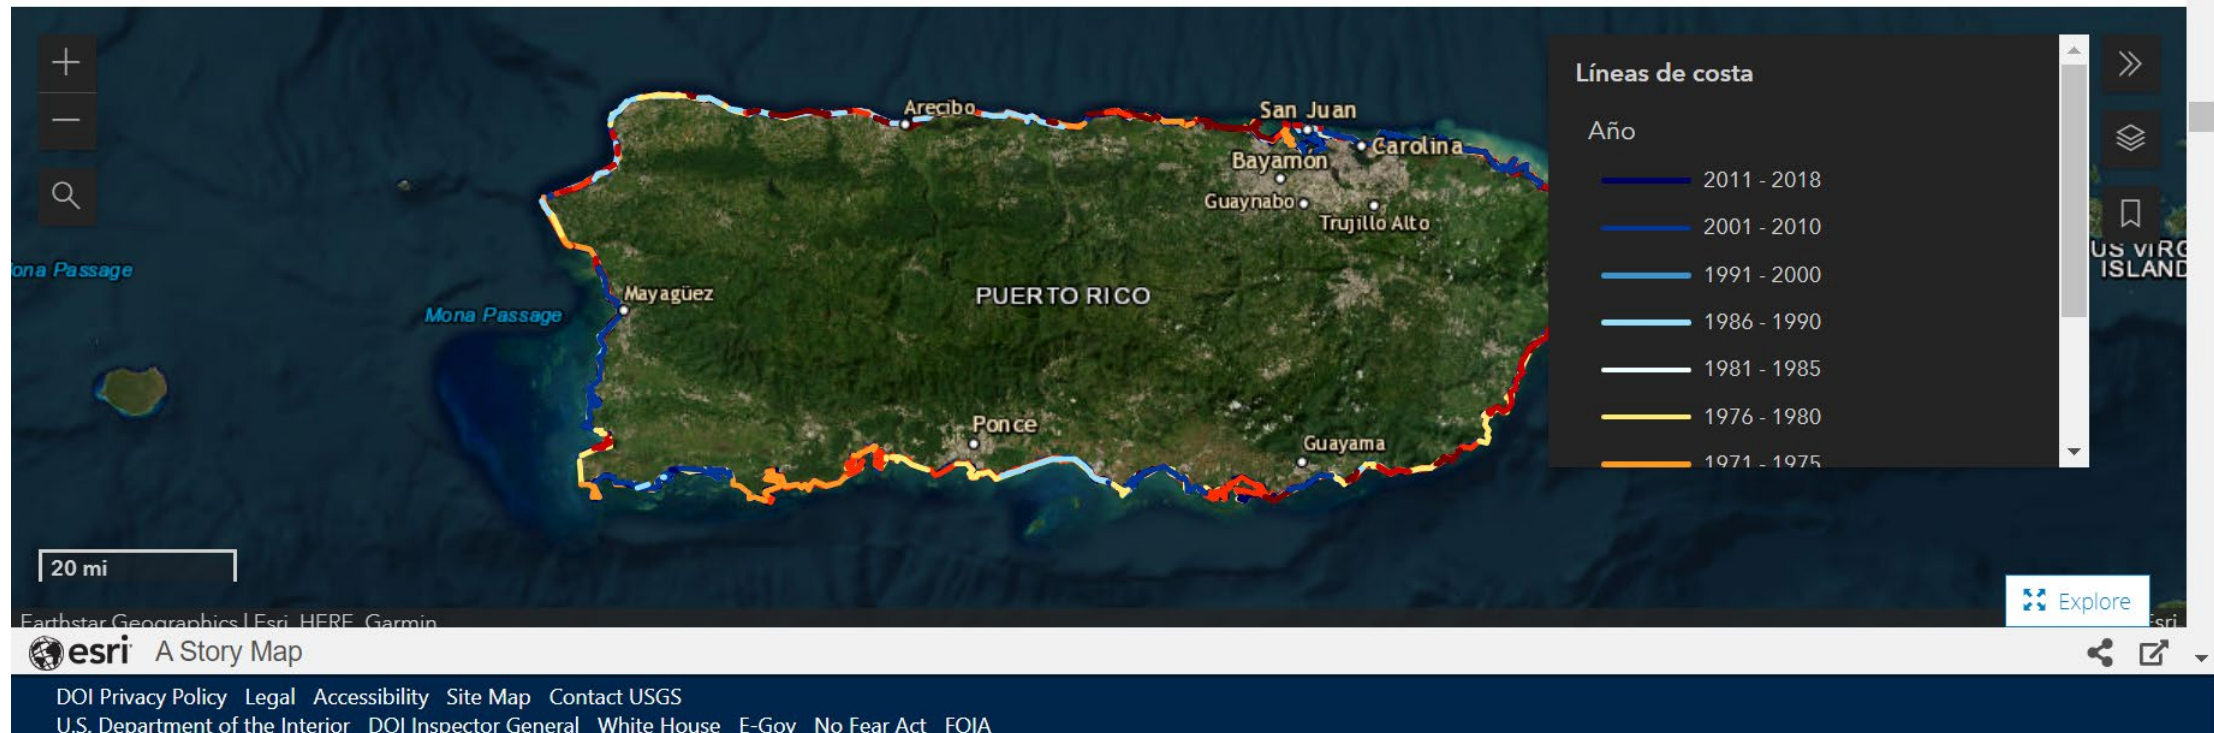 Líneas de costa
Año
2011 - 2018
2001 - 2010
1991 - 2000
1986 - 1990
1981 - 1985
1976 - 1980
1971 - 1975
Arecibo
San Juan
Carolina
Bayamón
Guaynabo
Trujillo Alto
Mona Passage
Mayagüez
PUERTO RICO
Mona Passage
Ponce
Guayama
ISLAND
20 mi
Explore
Earthstar Geographics | Esri, HERE, Garmin
Esri
esri A Story Map
DOI Privacy Policy Legal Accessibility Site Map Contact USGS
U.S. Department of the Interior DOI Inspector General White House E-Gov No Fear Act FOIA